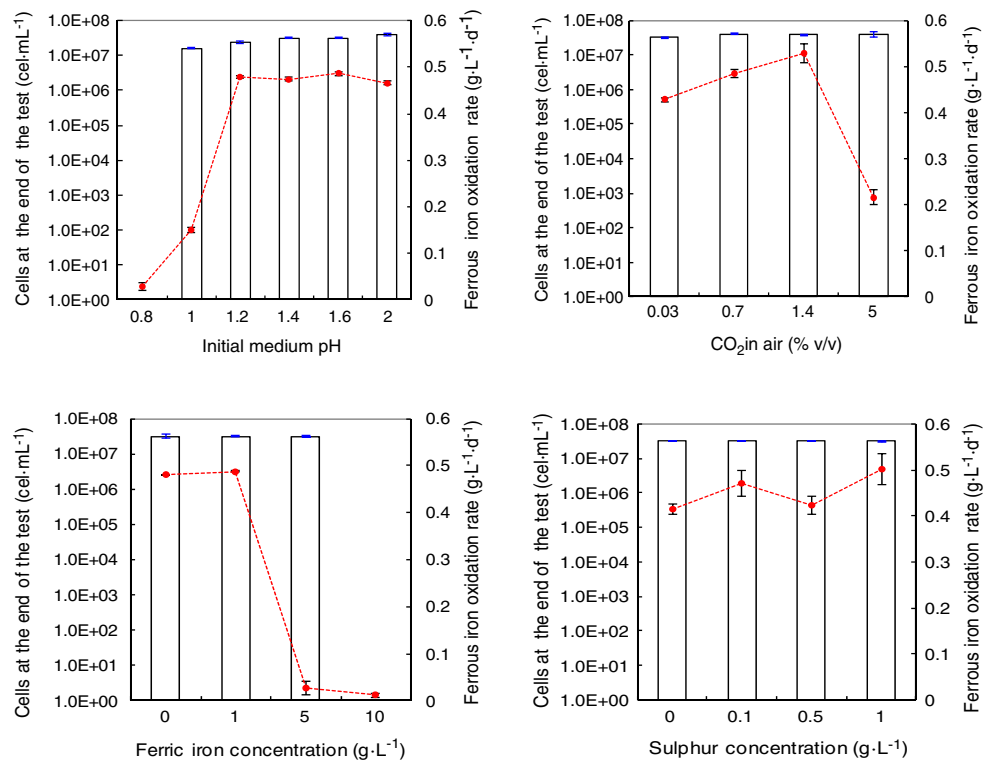 Cells at the end of the test (cel·mL-1)
1.0E+08
1.0E+07
1.0E+06
1.0E+05
1.0E+04
1.0E+03
1.0E+02
1.0E+01
1.0E+00
0.6
0.5
0.4
0.3
0.2
0.1
0
Ferrous iron oxidation rate (g·L-1·d-1)
0.8 1 1.2 1.4 1.6 2
Initial medium pH
Cells at the end of the test (cel·mL-1)
1.0E+08
1.0E+07
1.0E+06
1.0E+05
1.0E+04
1.0E+03
1.0E+02
1.0E+01
1.0E+00
0.6
0.5
0.4
0.3
0.2
0.1
0
Ferrous iron oxidation rate (g·L-1·d-1)
0.03 0.7 1.4 5
CO2in air (% v/v)
Cells at the end of the test (cel·mL-1)
1.0E+08
1.0E+07
1.0E+06
1.0E+05
1.0E+04
1.0E+03
1.0E+02
1.0E+01
1.0E+00
0.6
0.5
0.4
0.3
0.2
0.1
0
Ferrous iron oxidation rate (g·L-1·d-1)
0 1 5 10
Ferric iron concentration (g·L-1)
Cells at the end of the test (cel·mL-1)
1.0E+08
1.0E+07
1.0E+06
1.0E+05
1.0E+04
1.0E+03
1.0E+02
1.0E+01
1.0E+00
0.6
0.5
0.4
0.3
0.2
0.1
0
Ferrous iron oxidation rate (g·L-1·d-1)
0 0.1 0.5 1
Sulphur concentration (g·L-1)